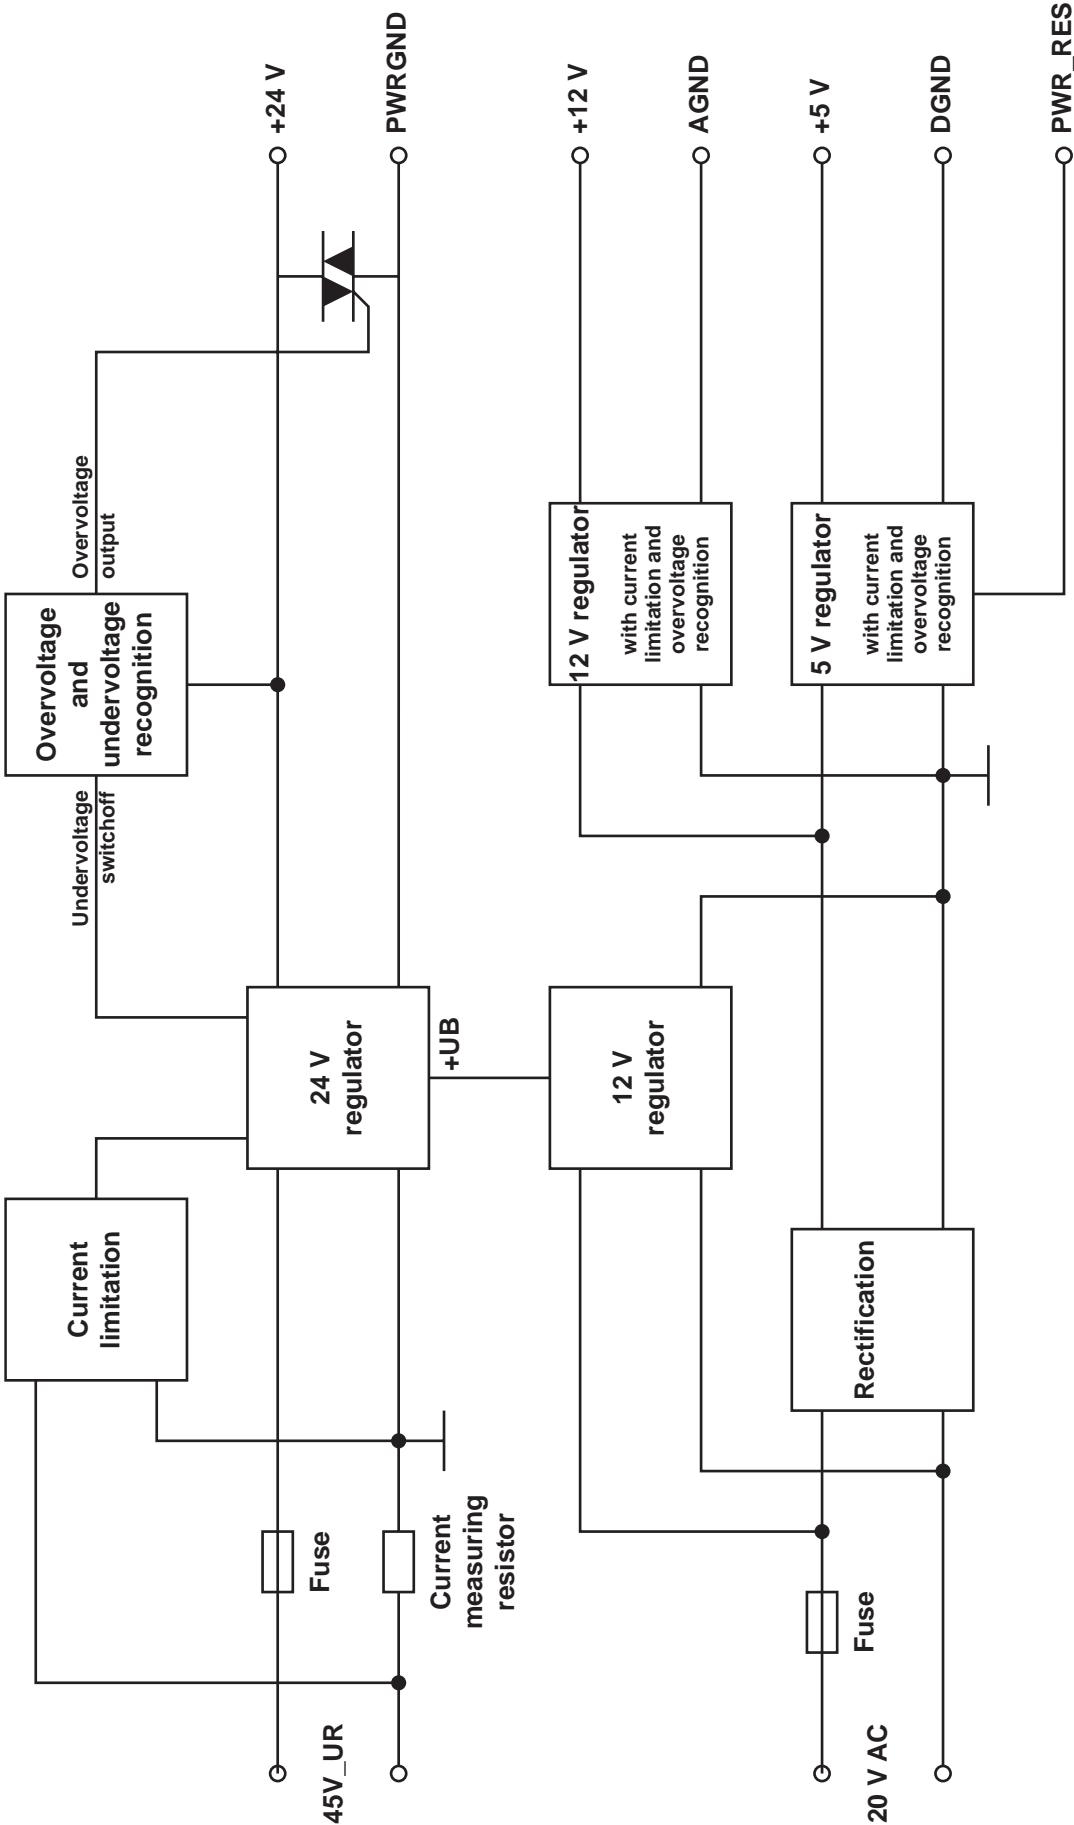 Current
limitation
Undervoltage
switchoff
Overvoltage
and
undervoltage
recognition
Overvoltage
output
45V_UR
Fuse
Current
measuring
resistor
24 V
regulator
+UB
+24 V
PWRGND
12 V
regulator
12 V regulator
with current
limitation and
overvoltage
recognition
+12 V
AGND
20 V AC
Fuse
Rectification
5 V regulator
with current
limitation and
overvoltage
recognition
+5 V
DGND
PWR_RES